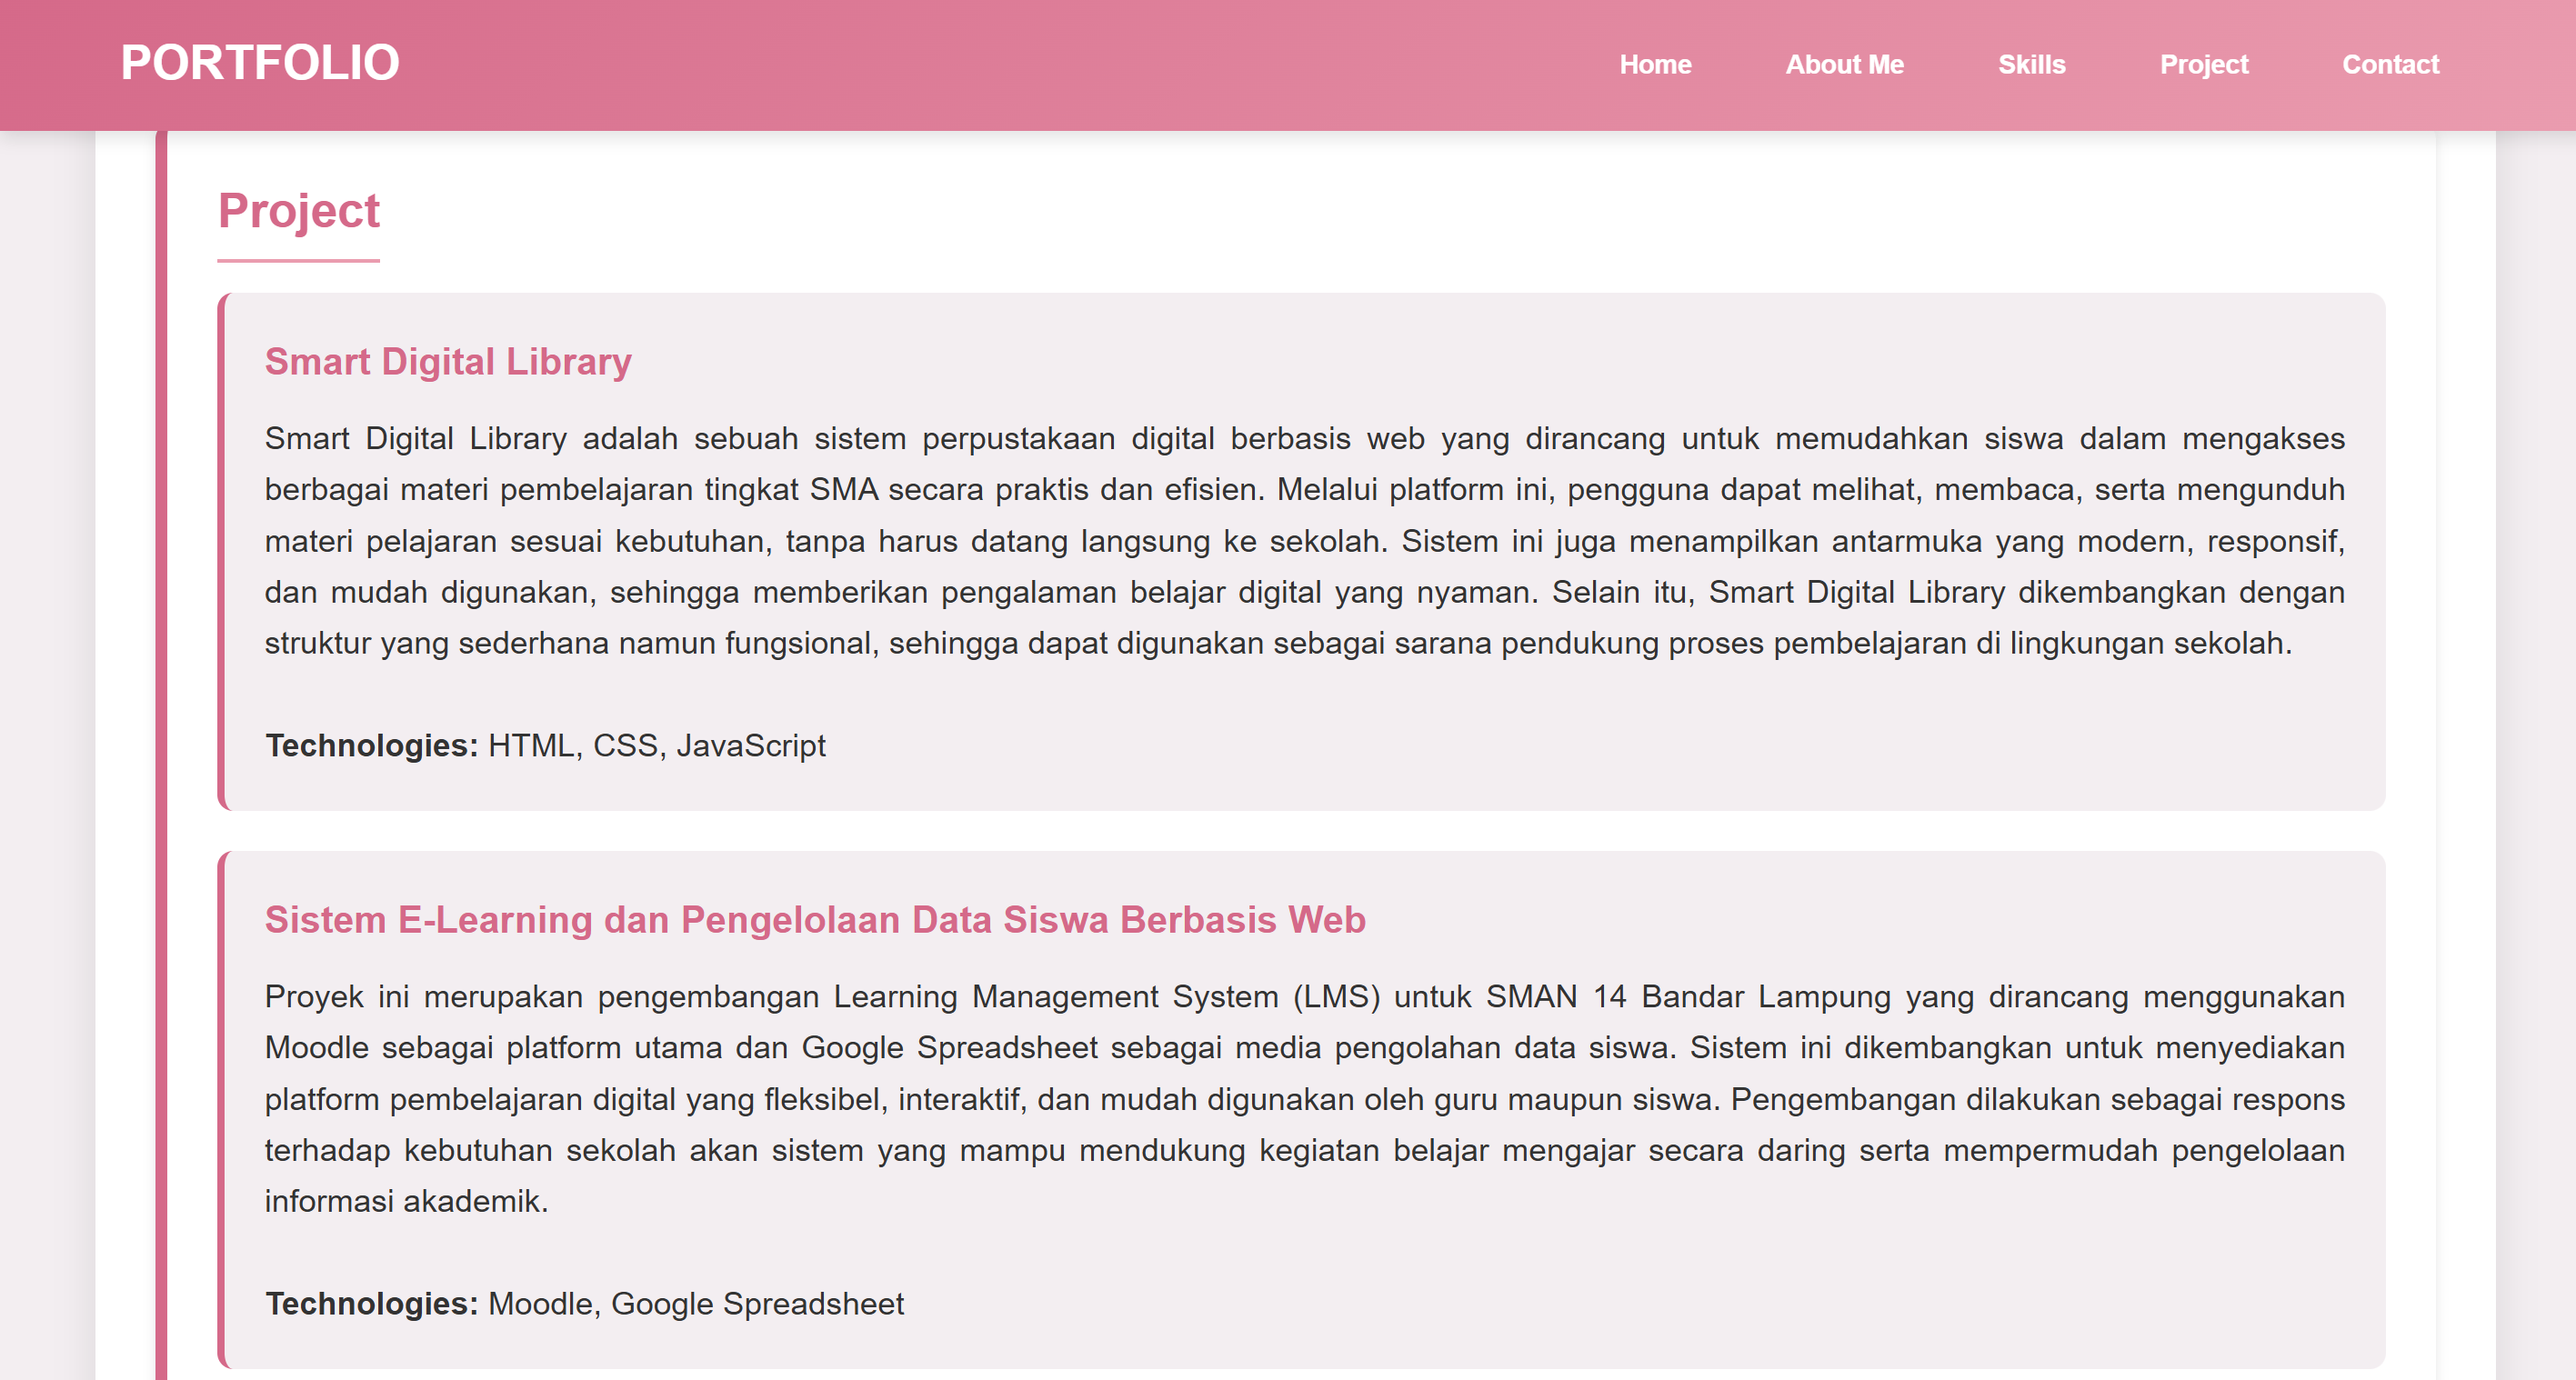 PORTFOLIO
Home
About Me
Skills
Project
Contact
Project
Smart Digital Library
Smart Digital Library adalah sebuah sistem perpustakaan digital berbasis web yang dirancang untuk memudahkan siswa dalam mengakses
berbagai materi pembelajaran tingkat SMA secara praktis dan efisien. Melalui platform ini, pengguna dapat melihat, membaca, serta mengunduh
materi pelajaran sesuai kebutuhan, tanpa harus datang langsung ke sekolah. Sistem ini juga menampilkan antarmuka yang modern, responsif,
dan mudah digunakan, sehingga memberikan pengalaman belajar digital yang nyaman. Selain itu, Smart Digital Library dikembangkan dengan
struktur yang sederhana namun fungsional, sehingga dapat digunakan sebagai sarana pendukung proses pembelajaran di lingkungan sekolah.
Technologies: HTML, CSS, JavaScript
Sistem E-Learning dan Pengelolaan Data Siswa Berbasis Web
Proyek ini merupakan pengembangan Learning Management System (LMS) untuk SMAN 14 Bandar Lampung yang dirancang menggunakan
Moodle sebagai platform utama dan Google Spreadsheet sebagai media pengolahan data siswa. Sistem ini dikembangkan untuk menyediakan
platform pembelajaran digital yang fleksibel, interaktif, dan mudah digunakan oleh guru maupun siswa. Pengembangan dilakukan sebagai respons
terhadap kebutuhan sekolah akan sistem yang mampu mendukung kegiatan belajar mengajar secara daring serta mempermudah pengelolaan
informasi akademik.
Technologies: Moodle, Google Spreadsheet